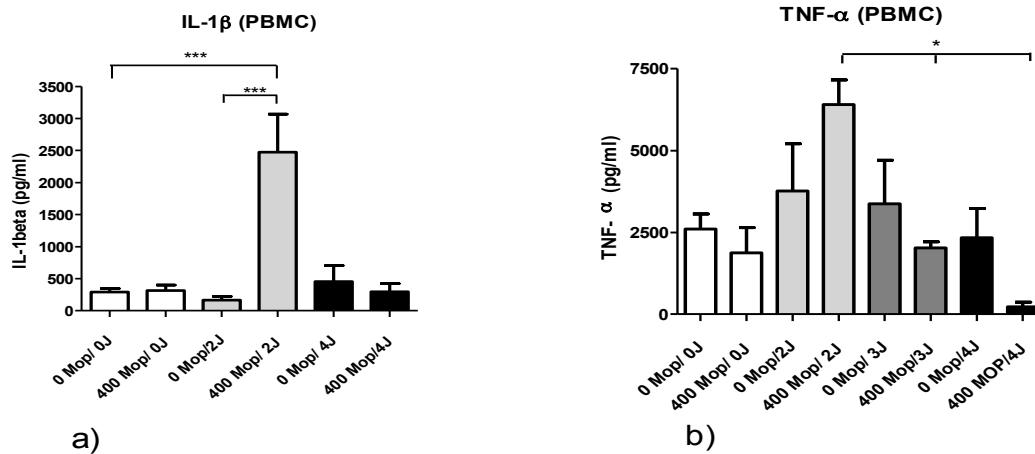 IL-1β (PBMC)
***
***
3500
3000
2500
2000
1500
1000
500
0
IL-1beta (pg/ml)
0 Mop/ 0J
400 Mop/ 0J
0 Mop/2J
400 Mop/ 2J
0 Mop/ 4J
400 Mop/4J
a)
TNF-α (PBMC)
*
7500
5000
2500
0
TNF- α (pg/ml)
0 Mop/ 0J
400 Mop/ 0J
0 Mop/2J
400 Mop/ 2J
0 Mop/ 3J
400 Mop/3J
0 Mop/4J
400 MOP/4J
b)